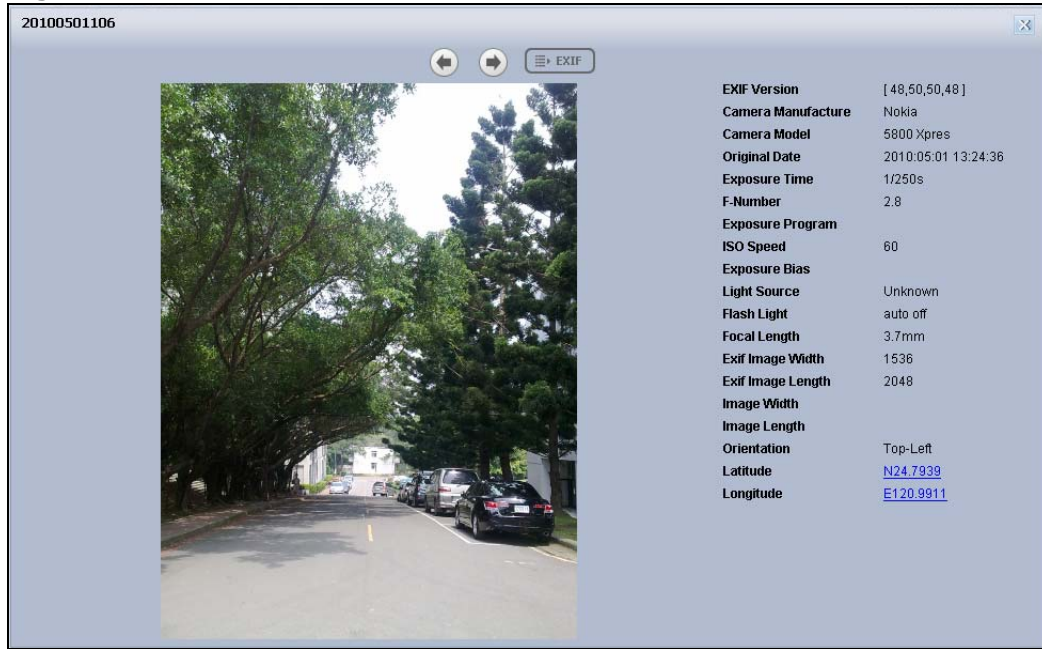 20100501106
EXIF
EXIF Version [ 48,50,50,48 ]
Camera Manufacture Nokia
Camera Model 5800 Xpres
Original Date 2010:05:01 13:24:36
Exposure Time 1/250s
F-Number 2.8
Exposure Program
ISO Speed 60
Exposure Bias
Light Source Unknown
Flash Light auto off
Focal Length 3.7mm
Exif Image Width 1536
Exif Image Length 2048
Image Width
Image Length
Orientation Top-Left
Latitude N24.7939
Longitude E120.9911